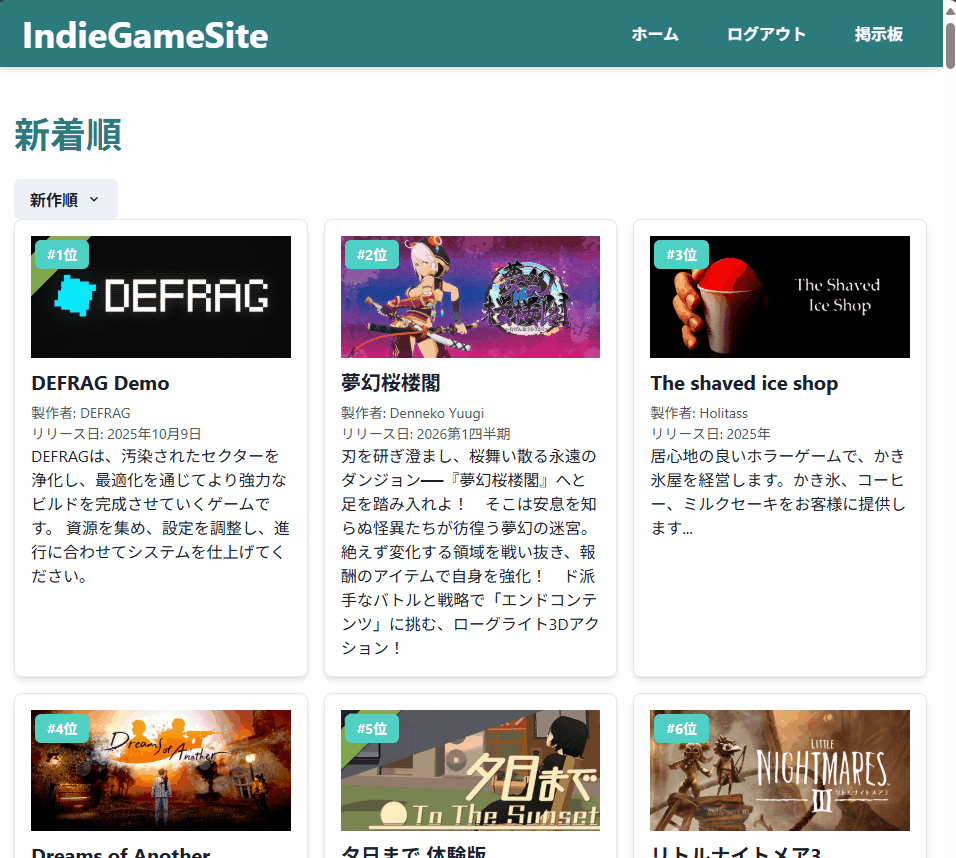 IndieGameSite
ホーム ログアウト 掲示板
新着順
新作順
#1位
DEFRAG
DEFRAG Demo
製作者: DEFRAG
リリース日: 2025年10月9日
DEFRAGは、汚染されたセクターを
浄化し、最適化を通じてより強力な
ビルドを完成させていくゲームで
す。 資源を集め、設定を調整し、進
行に合わせてシステムを仕上げてく
ださい。
#2位
夢幻桜楼閣
夢幻桜楼閣
製作者: Denneko Yuugi
リリース日: 2026第1四半期
刃を研ぎ澄まし、桜舞い散る永遠の
ダンジョン━━『夢幻桜楼閣』へと
足を踏み入れよ！　そこは安息を知
らぬ怪異たちが彷徨う夢幻の迷宮。
絶えず変化する領域を戦い抜き、報
酬のアイテムで自身を強化！　ド派
手なバトルと戦略で「エンドコンテ
ンツ」に挑む、ローグライト3Dアク
ション！
#3位
The Shaved
Ice Shop
The shaved ice shop
製作者: Holitass
リリース日: 2025年
居心地の良いホラーゲームで、かき
氷屋を経営します。かき氷、コーヒ
ー、ミルクセーキをお客様に提供し
ます...
#4位
Dreams of Another
Dreams of Another
#5位
夕日まで
To The Sunset
夕日まで 体験版
#6位
LITTLE
NIGHTMARES
III
リトルナイトメア3
リトルナイトメア3